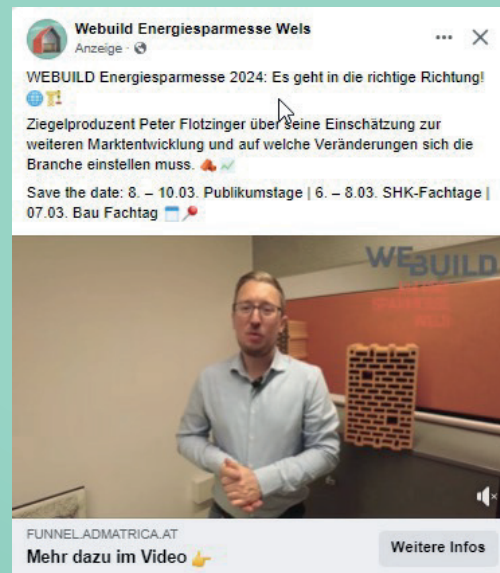 Webuild Energiesparmesse Wels
Anzeige ·
WEBUILD Energiesparmesse 2024: Es geht in die richtige Richtung!
🌐🏗️
Ziegelproduzent Peter Flotzinger über seine Einschätzung zur
weiteren Marktentwicklung und auf welche Veränderungen sich die
Branche einstellen muss. 📣📈
Save the date: 8. – 10.03. Publikumstage | 6. – 8.03. SHK-Fachtage |
07.03. Bau Fachtag 🗓️📍
WEBUILD
ENERGIE
SPARMESSE
WELS
FUNNEL.ADMATRICA.AT
Mehr dazu im Video 👉
Weitere Infos